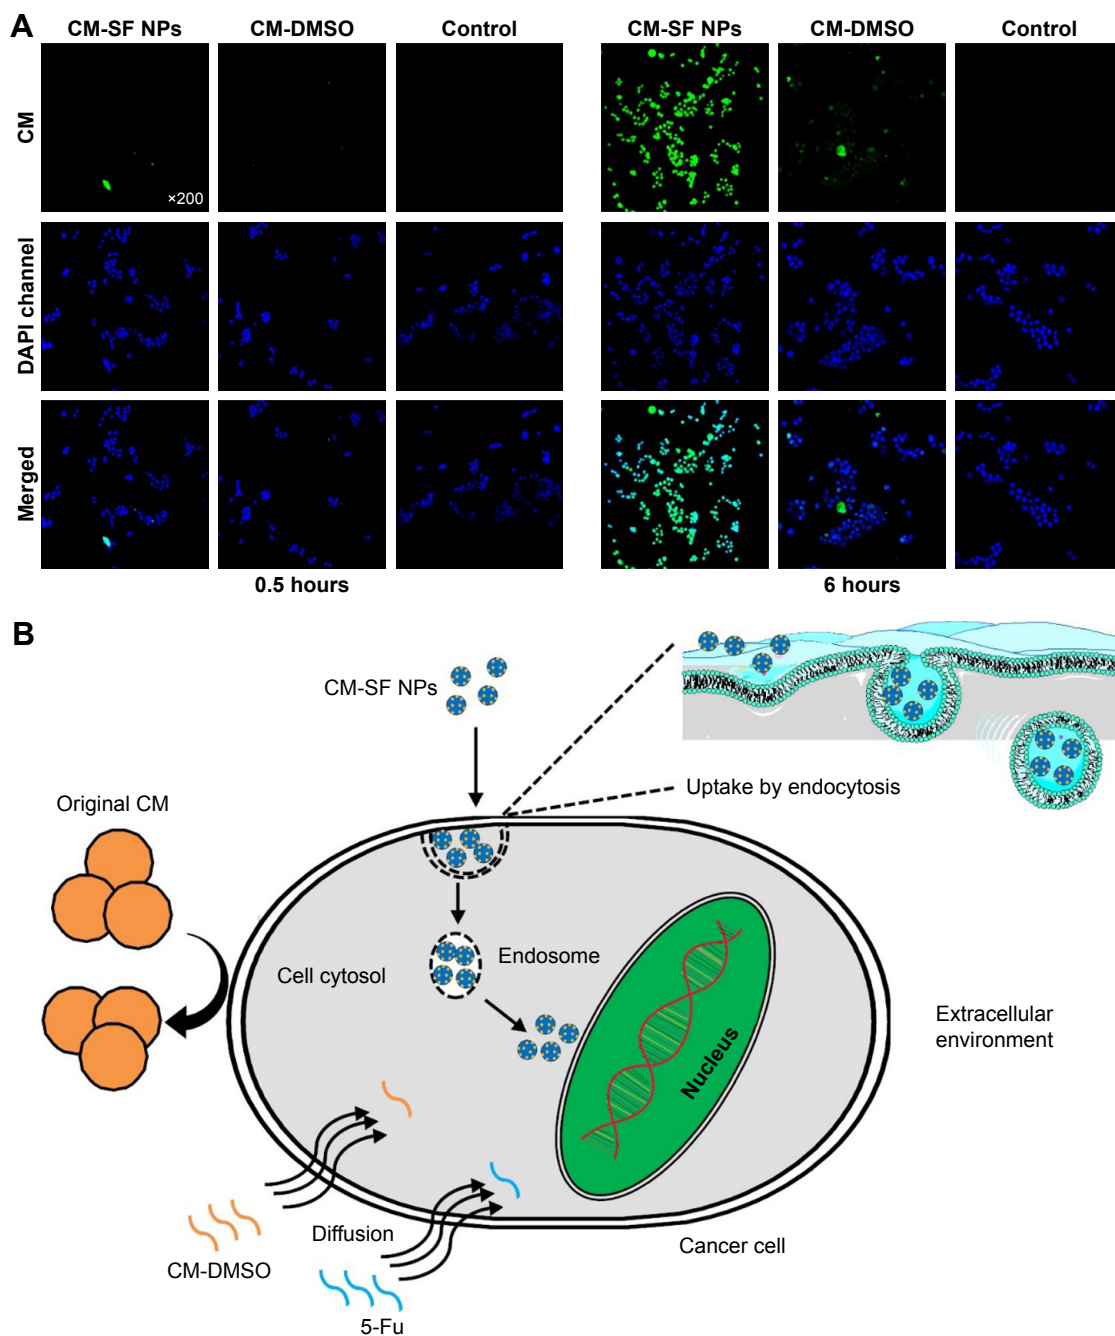 A
CM-SF NPs CM-DMSO Control CM-SF NPs CM-DMSO Control
CM
×200
DAPI channel
Merged
0.5 hours 6 hours
B
CM-SF NPs
Uptake by endocytosis
Original CM
Endosome
Cell cytosol
Extracellular
environment
Nucleus
Diffusion
Cancer cell
CM-DMSO
5-Fu